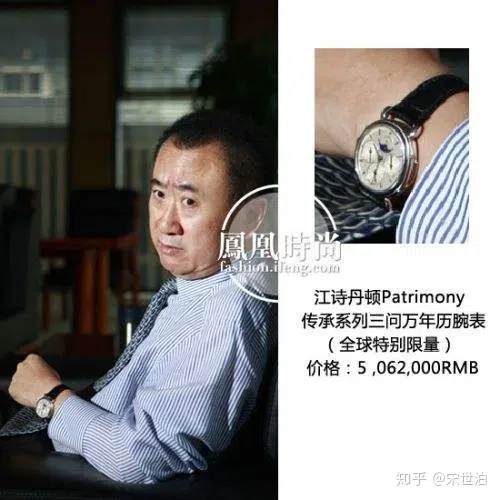 鳳凰時尚
fashion.ifeng.com
江诗丹顿Patrimony
传承系列三问万年历腕表
（全球特别限量）
价格：5 ,062,000RMB
知乎 @宋世泊